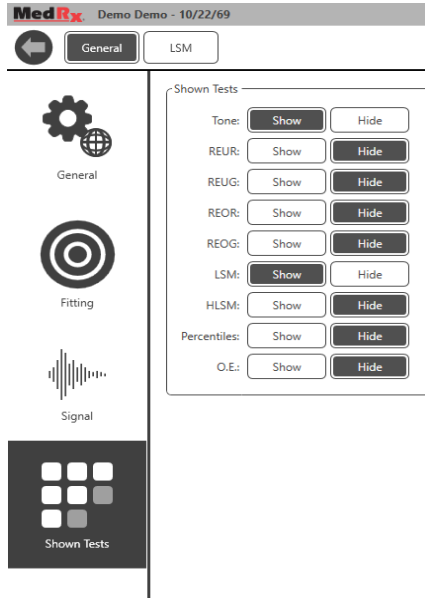 MedRx Demo Demo - 10/22/69
General LSM
General
Fitting
Signal
Shown Tests
Shown Tests
Tone: Show Hide
REUR: Show Hide
REUG: Show Hide
REOR: Show Hide
REOG: Show Hide
LSM: Show Hide
HLSM: Show Hide
Percentiles: Show Hide
O.E.: Show Hide